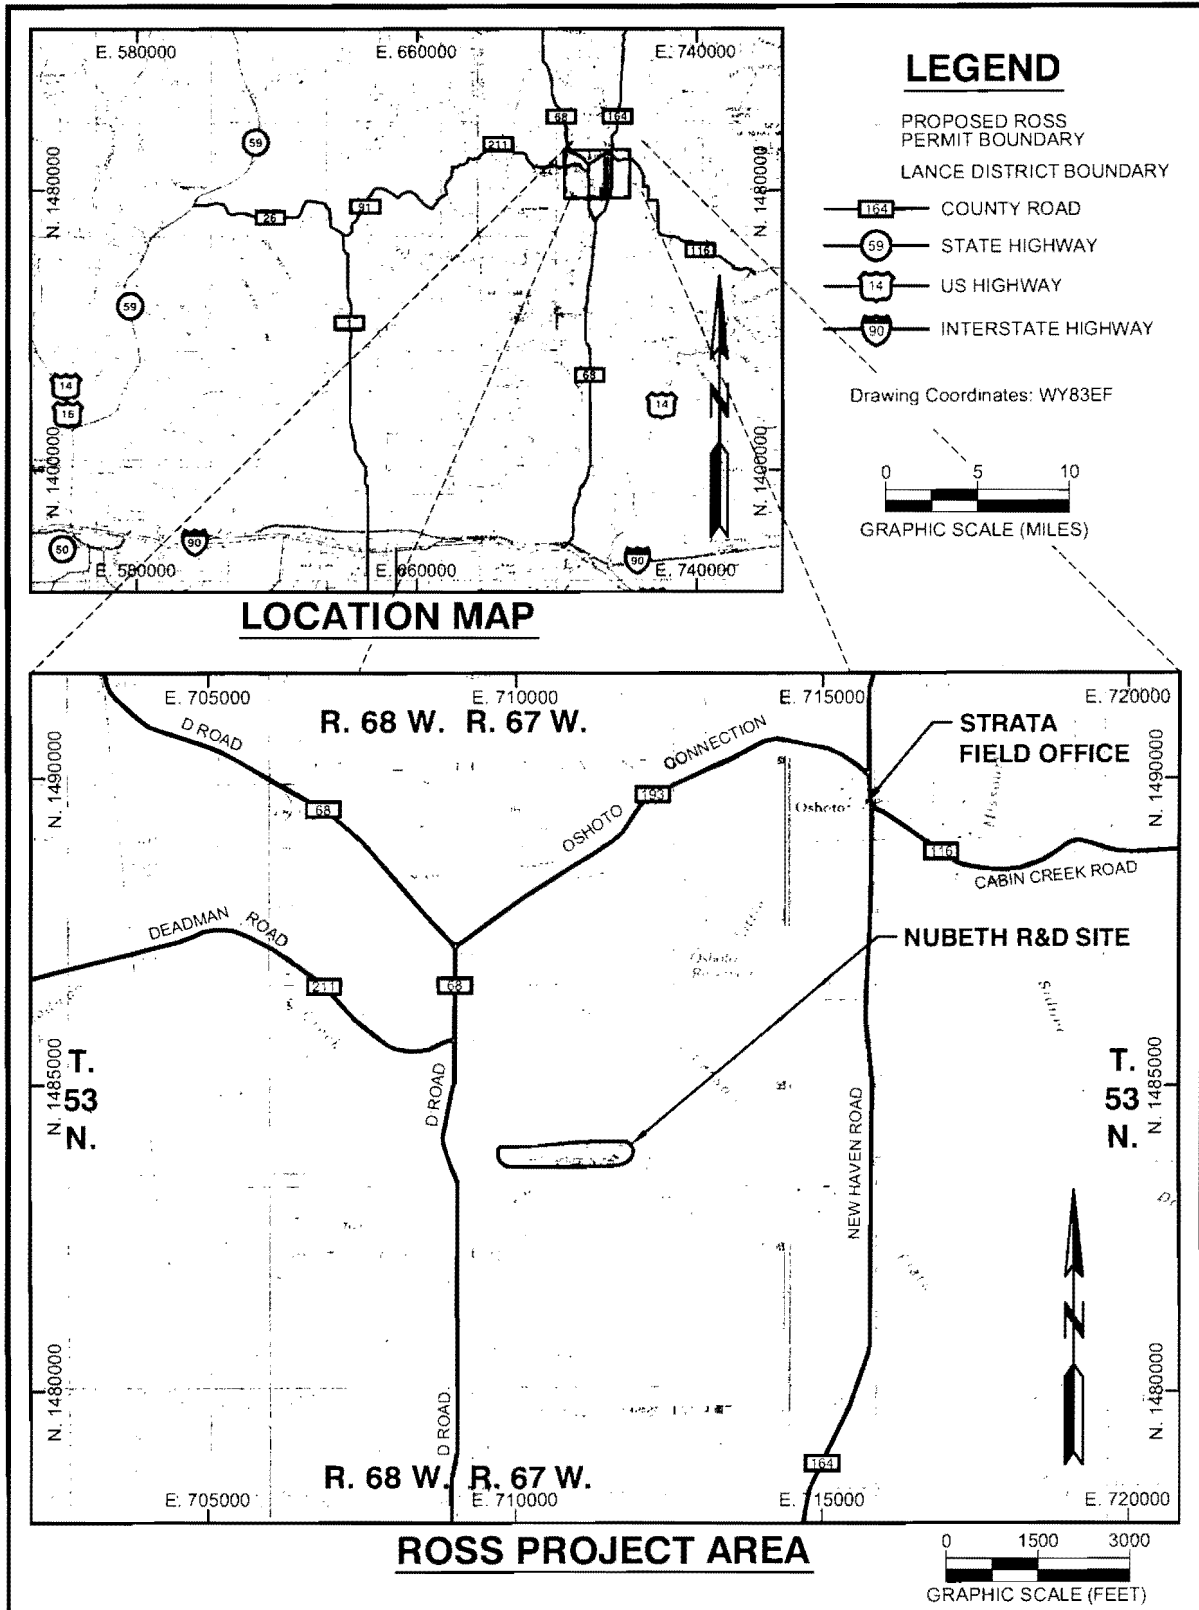 E. 580000
E. 660000
E. 740000
68
164
59
211
N. 1480000
N. 1480000
26
91
116
59
68
14
16
14
N. 1400000
N. 1400000
50
90
90
E. 580000
E. 660000
E. 740000
LOCATION MAP
LEGEND
PROPOSED ROSS
PERMIT BOUNDARY
LANCE DISTRICT BOUNDARY
164 COUNTY ROAD
59 STATE HIGHWAY
14 US HIGHWAY
90 INTERSTATE HIGHWAY
Drawing Coordinates: WY83EF
N
0 5 10
GRAPHIC SCALE (MILES)
E. 705000
E. 710000
E. 715000
E. 720000
R. 68 W. R. 67 W.
D ROAD
OSHOTO CONNECTION
STRATA
FIELD OFFICE
N. 1490000
N. 1490000
68
193
Oshoto
116
CABIN CREEK ROAD
DEADMAN ROAD
NUBETH R&D SITE
Oshoto
211
68
Creek
T.
53
N.
N. 1485000
D ROAD
NEW HAVEN ROAD
T.
53
N.
N. 1485000
N
N. 1480000
N. 1480000
D ROAD
164
R. 68 W. R. 67 W.
E. 705000
E. 710000
E. 715000
E. 720000
ROSS PROJECT AREA
0 1500 3000
GRAPHIC SCALE (FEET)